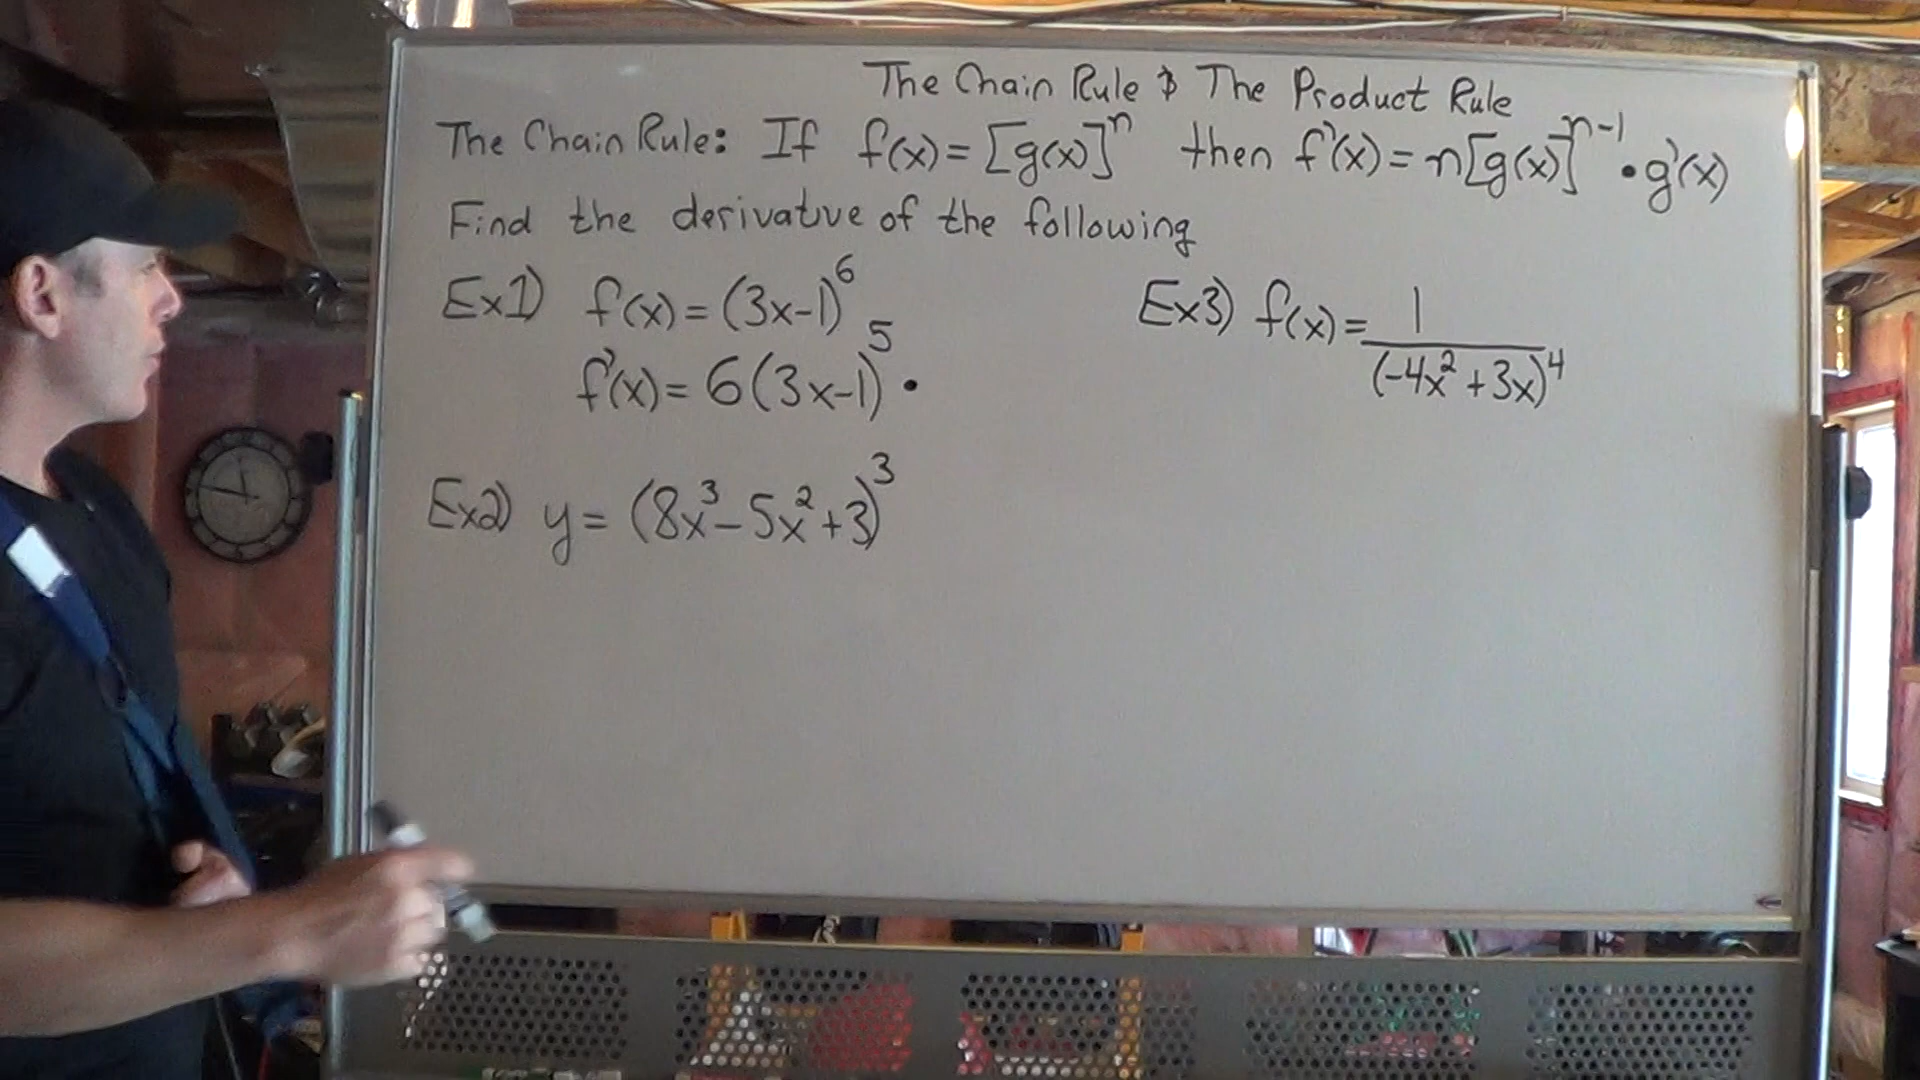 The Chain Rule & The Product Rule
The Chain Rule: If f(x) = [g(x)]^n then f'(x) = n[g(x)]^{n-1} • g'(x)
Find the derivative of the following
Ex1) f(x) = (3x-1)^6
f'(x) = 6(3x-1)^5 •
Ex2) y = (8x^3 - 5x^2 + 3)^3
Ex3) f(x) = 1/(-4x^2 + 3x)^4